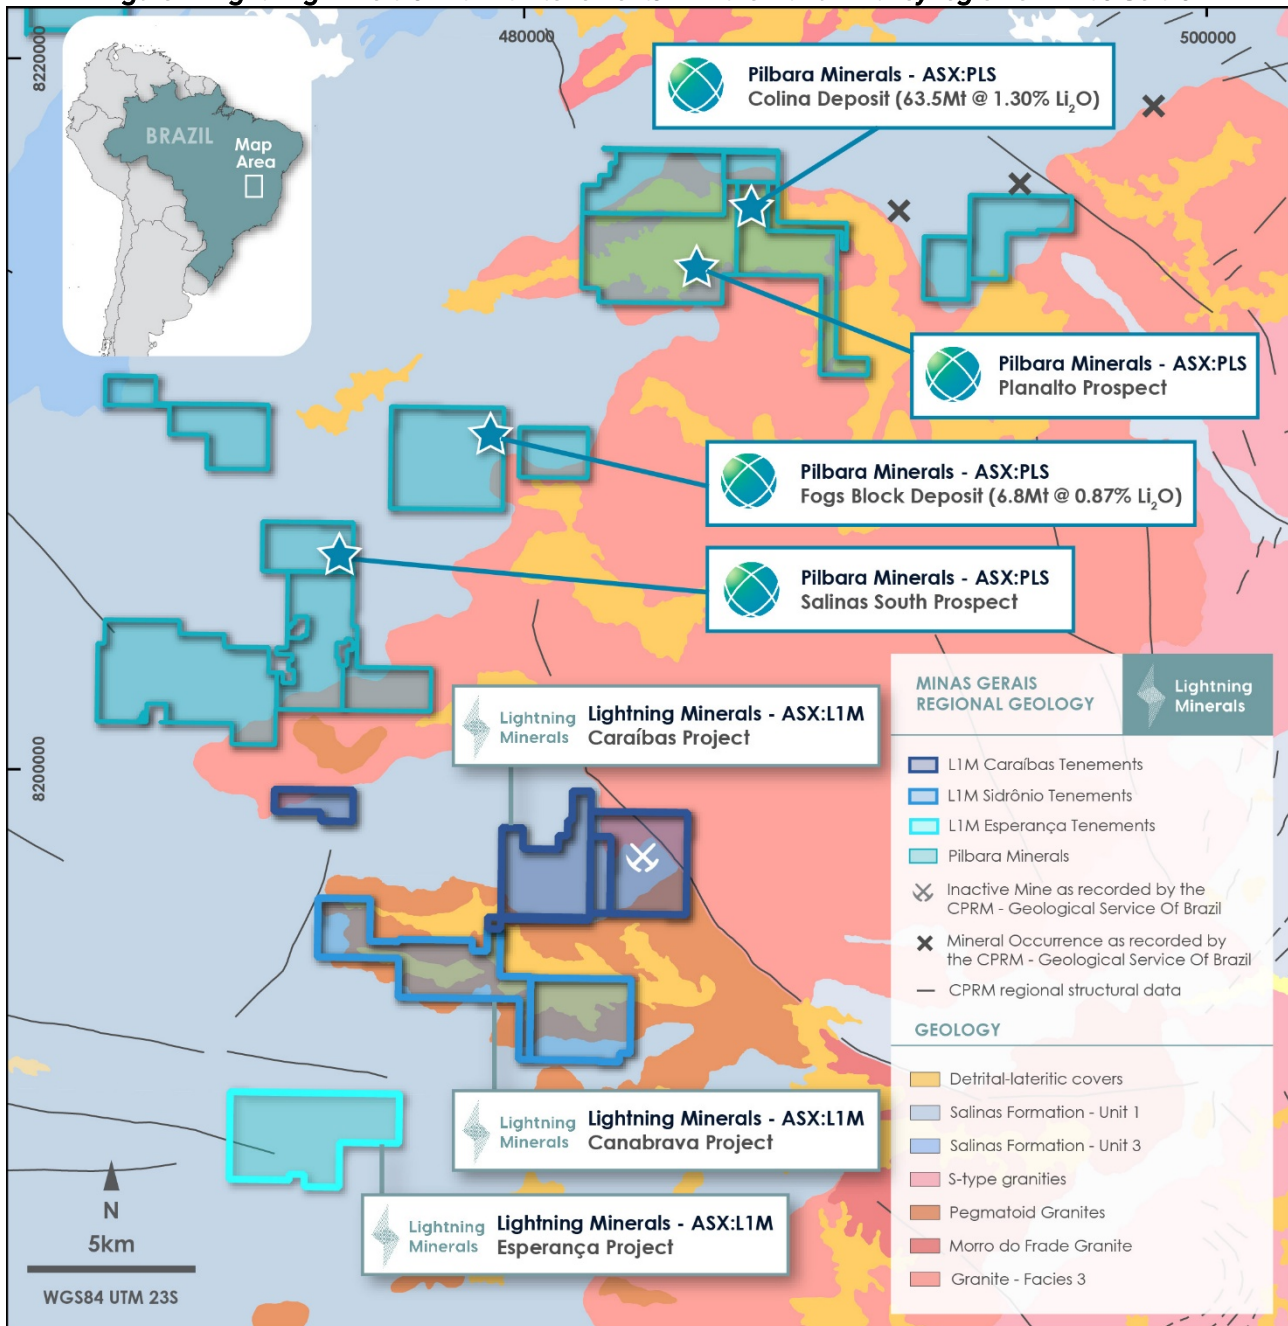 480000
500000
8220000
8200000
BRAZIL
Map
Area
Pilbara Minerals - ASX:PLS
Colina Deposit (63.5Mt @ 1.30% Li₂O)
Pilbara Minerals - ASX:PLS
Planalto Prospect
Pilbara Minerals - ASX:PLS
Fogs Block Deposit (6.8Mt @ 0.87% Li₂O)
Pilbara Minerals - ASX:PLS
Salinas South Prospect
Lightning
Minerals
Lightning Minerals - ASX:L1M
Caraíbas Project
Lightning
Minerals
Lightning Minerals - ASX:L1M
Canabrava Project
Lightning
Minerals
Lightning Minerals - ASX:L1M
Esperança Project
N
5km
WGS84 UTM 23S
MINAS GERAIS
REGIONAL GEOLOGY
Lightning
Minerals
L1M Caraíbas Tenements
L1M Sidrônio Tenements
L1M Esperança Tenements
Pilbara Minerals
Inactive Mine as recorded by the
CPRM - Geological Service Of Brazil
Mineral Occurrence as recorded by
the CPRM - Geological Service Of Brazil
CPRM regional structural data
GEOLOGY
Detrital-lateritic covers
Salinas Formation - Unit 1
Salinas Formation - Unit 3
S-type granities
Pegmatoid Granites
Morro do Frade Granite
Granite - Facies 3